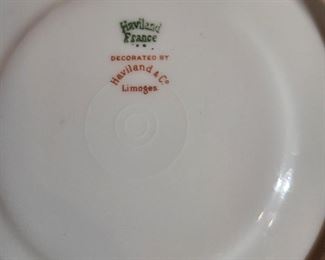 Haviland
France
DECORATED BY
Haviland & Co
Limoges